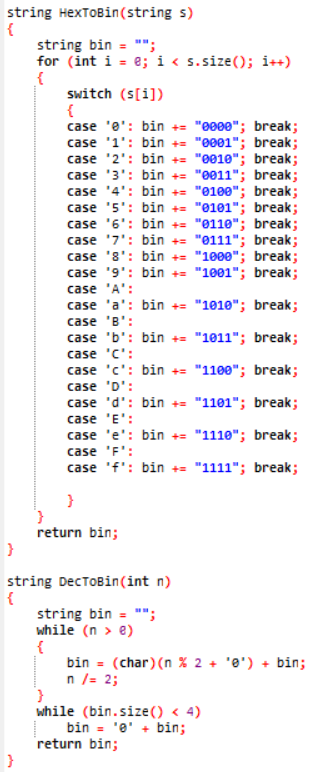 string HexToBin(string s)
{
    string bin = "";
    for (int i = 0; i < s.size(); i++)
    {
        switch (s[i])
        {
        case '0': bin += "0000"; break;
        case '1': bin += "0001"; break;
        case '2': bin += "0010"; break;
        case '3': bin += "0011"; break;
        case '4': bin += "0100"; break;
        case '5': bin += "0101"; break;
        case '6': bin += "0110"; break;
        case '7': bin += "0111"; break;
        case '8': bin += "1000"; break;
        case '9': bin += "1001"; break;
        case 'A':
        case 'a': bin += "1010"; break;
        case 'B':
        case 'b': bin += "1011"; break;
        case 'C':
        case 'c': bin += "1100"; break;
        case 'D':
        case 'd': bin += "1101"; break;
        case 'E':
        case 'e': bin += "1110"; break;
        case 'F':
        case 'f': bin += "1111"; break;

        }
    }
    return bin;
}

string DecToBin(int n)
{
    string bin = "";
    while (n > 0)
    {
        bin = (char)(n % 2 + '0') + bin;
        n /= 2;
    }
    while (bin.size() < 4)
        bin = '0' + bin;
    return bin;
}